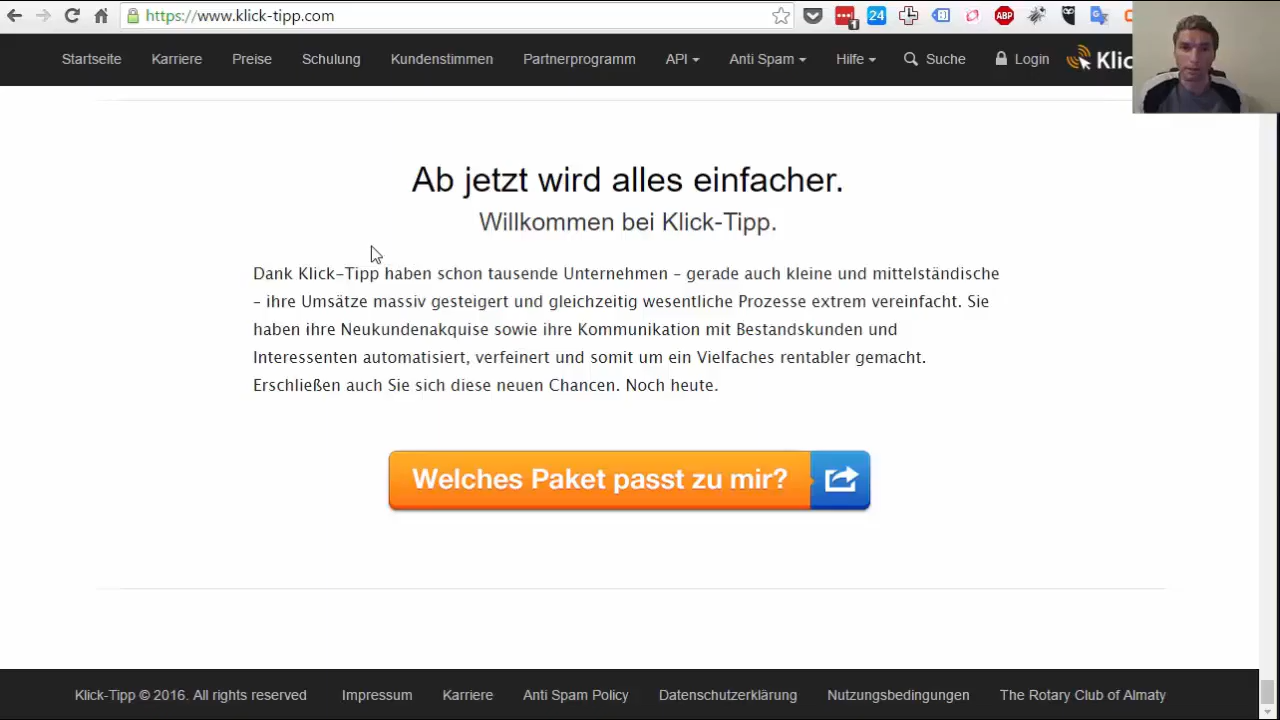 https://www.klick-tipp.com
24
1
ABP
Startseite Karriere Preise Schulung Kundenstimmen Partnerprogramm API Anti Spam Hilfe Suche Login Klic
Ab jetzt wird alles einfacher.
Willkommen bei Klick-Tipp.
Dank Klick-Tipp haben schon tausende Unternehmen – gerade auch kleine und mittelständische
– ihre Umsätze massiv gesteigert und gleichzeitig wesentliche Prozesse extrem vereinfacht. Sie
haben ihre Neukundenakquise sowie ihre Kommunikation mit Bestandskunden und
Interessenten automatisiert, verfeinert und somit um ein Vielfaches rentabler gemacht.
Erschließen auch Sie sich diese neuen Chancen. Noch heute.
Welches Paket passt zu mir?
Klick-Tipp © 2016. All rights reserved Impressum Karriere Anti Spam Policy Datenschutzerklärung Nutzungsbedingungen The Rotary Club of Almaty